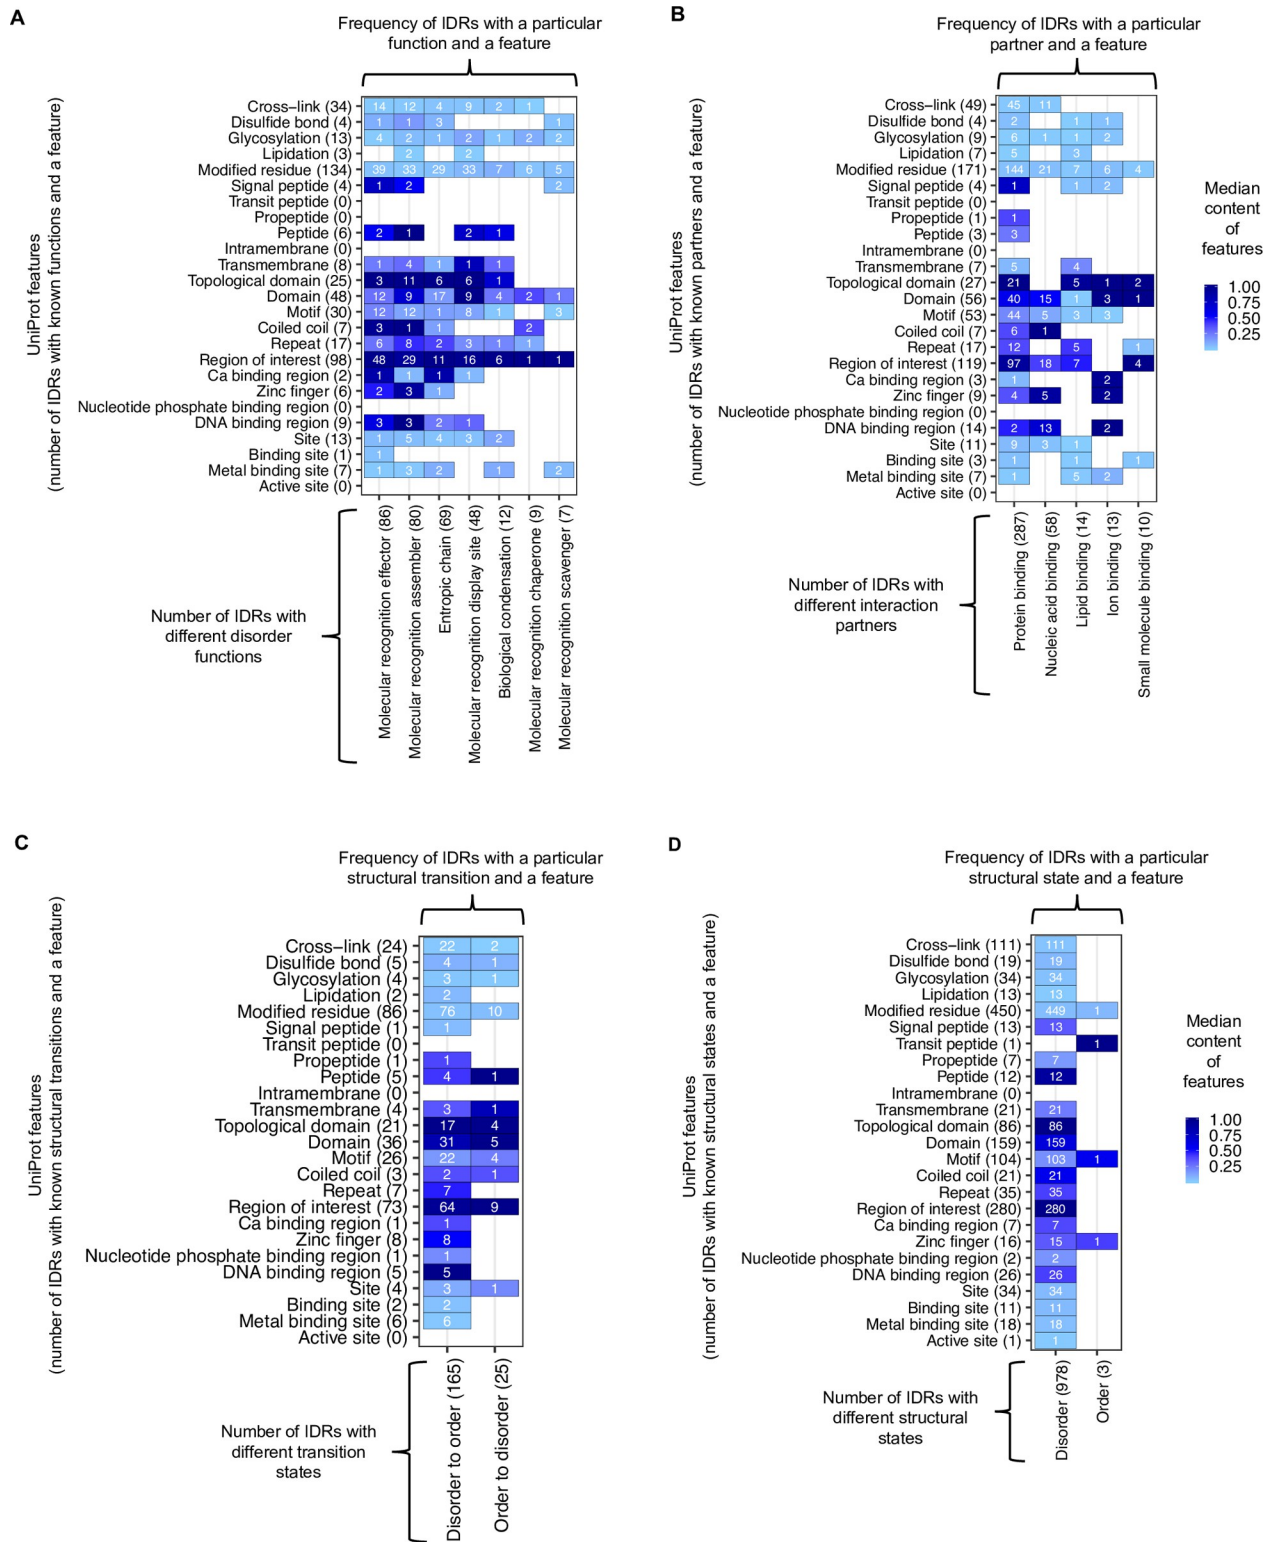 A
Frequency of IDRs with a particular
function and a feature
UniProt features
(number of IDRs with known functions and a feature)
Cross–link (34) 14 12 4 9 2 1
Disulfide bond (4) 1 1 3 1
Glycosylation (13) 4 2 1 2 1 2 2
Lipidation (3) 2 2
Modified residue (134) 39 33 29 33 7 6 5
Signal peptide (4) 1 2 2
Transit peptide (0)
Propeptide (0)
Peptide (6) 2 1 2 1
Intramembrane (0)
Transmembrane (8) 1 4 1 1 1
Topological domain (25) 3 11 6 6 1
Domain (48) 12 9 17 9 4 2 1
Motif (30) 12 12 1 8 1 3
Coiled coil (7) 3 1 1 2
Repeat (17) 6 8 2 3 1 1
Region of interest (98) 48 29 11 16 6 1 1
Ca binding region (2) 1 1 1 1
Zinc finger (6) 2 3 1
Nucleotide phosphate binding region (0)
DNA binding region (9) 3 3 2 1
Site (13) 1 5 4 3 2
Binding site (1) 1
Metal binding site (7) 1 3 2 1 2
Active site (0)
Molecular recognition effector (86)
Molecular recognition assembler (80)
Entropic chain (69)
Molecular recognition display site (48)
Biological condensation (12)
Molecular recognition chaperone (9)
Molecular recognition scavenger (7)
Number of IDRs with
different disorder
functions
B
Frequency of IDRs with a particular
partner and a feature
UniProt features
(number of IDRs with known partners and a feature)
Cross–link (49) 45 11
Disulfide bond (4) 2 1 1
Glycosylation (9) 6 1 1 2
Lipidation (7) 5 3
Modified residue (171) 144 21 7 6 4
Signal peptide (4) 1 1 2
Transit peptide (0)
Propeptide (1) 1
Peptide (3) 3
Intramembrane (0)
Transmembrane (7) 5 4
Topological domain (27) 21 5 1 2
Domain (56) 40 15 1 3 1
Motif (53) 44 5 3 3
Coiled coil (7) 6 1
Repeat (17) 12 5 1
Region of interest (119) 97 18 7 4
Ca binding region (3) 1 2
Zinc finger (9) 4 5 2
Nucleotide phosphate binding region (0)
DNA binding region (14) 2 13 2
Site (11) 9 3 1
Binding site (3) 1 1 1
Metal binding site (7) 1 5 2
Active site (0)
Protein binding (287)
Nucleic acid binding (58)
Lipid binding (14)
Ion binding (13)
Small molecule binding (10)
Number of IDRs with
different interaction
partners
Median
content
of
features
1.00
0.75
0.50
0.25
C
Frequency of IDRs with a particular
structural transition and a feature
UniProt features
(number of IDRs with known structural transitions and a feature)
Cross–link (24) 22 2
Disulfide bond (5) 4 1
Glycosylation (4) 3 1
Lipidation (2) 2
Modified residue (86) 76 10
Signal peptide (1) 1
Transit peptide (0)
Propeptide (1) 1
Peptide (5) 4 1
Intramembrane (0)
Transmembrane (4) 3 1
Topological domain (21) 17 4
Domain (36) 31 5
Motif (26) 22 4
Coiled coil (3) 2 1
Repeat (7) 7
Region of interest (73) 64 9
Ca binding region (1) 1
Zinc finger (8) 8
Nucleotide phosphate binding region (1) 1
DNA binding region (5) 5
Site (4) 3 1
Binding site (2) 2
Metal binding site (6) 6
Active site (0)
Disorder to order (165)
Order to disorder (25)
Number of IDRs with
different transition
states
D
Frequency of IDRs with a particular
structural state and a feature
UniProt features
(number of IDRs with known structural states and a feature)
Cross–link (111) 111
Disulfide bond (19) 19
Glycosylation (34) 34
Lipidation (13) 13
Modified residue (450) 449 1
Signal peptide (13) 13
Transit peptide (1) 1
Propeptide (7) 7
Peptide (12) 12
Intramembrane (0)
Transmembrane (21) 21
Topological domain (86) 86
Domain (159) 159
Motif (104) 103 1
Coiled coil (21) 21
Repeat (35) 35
Region of interest (280) 280
Ca binding region (7) 7
Zinc finger (16) 15 1
Nucleotide phosphate binding region (2) 2
DNA binding region (26) 26
Site (34) 34
Binding site (11) 11
Metal binding site (18) 18
Active site (1) 1
Disorder (978)
Order (3)
Number of IDRs with
different structural
states
Median
content
of
features
1.00
0.75
0.50
0.25